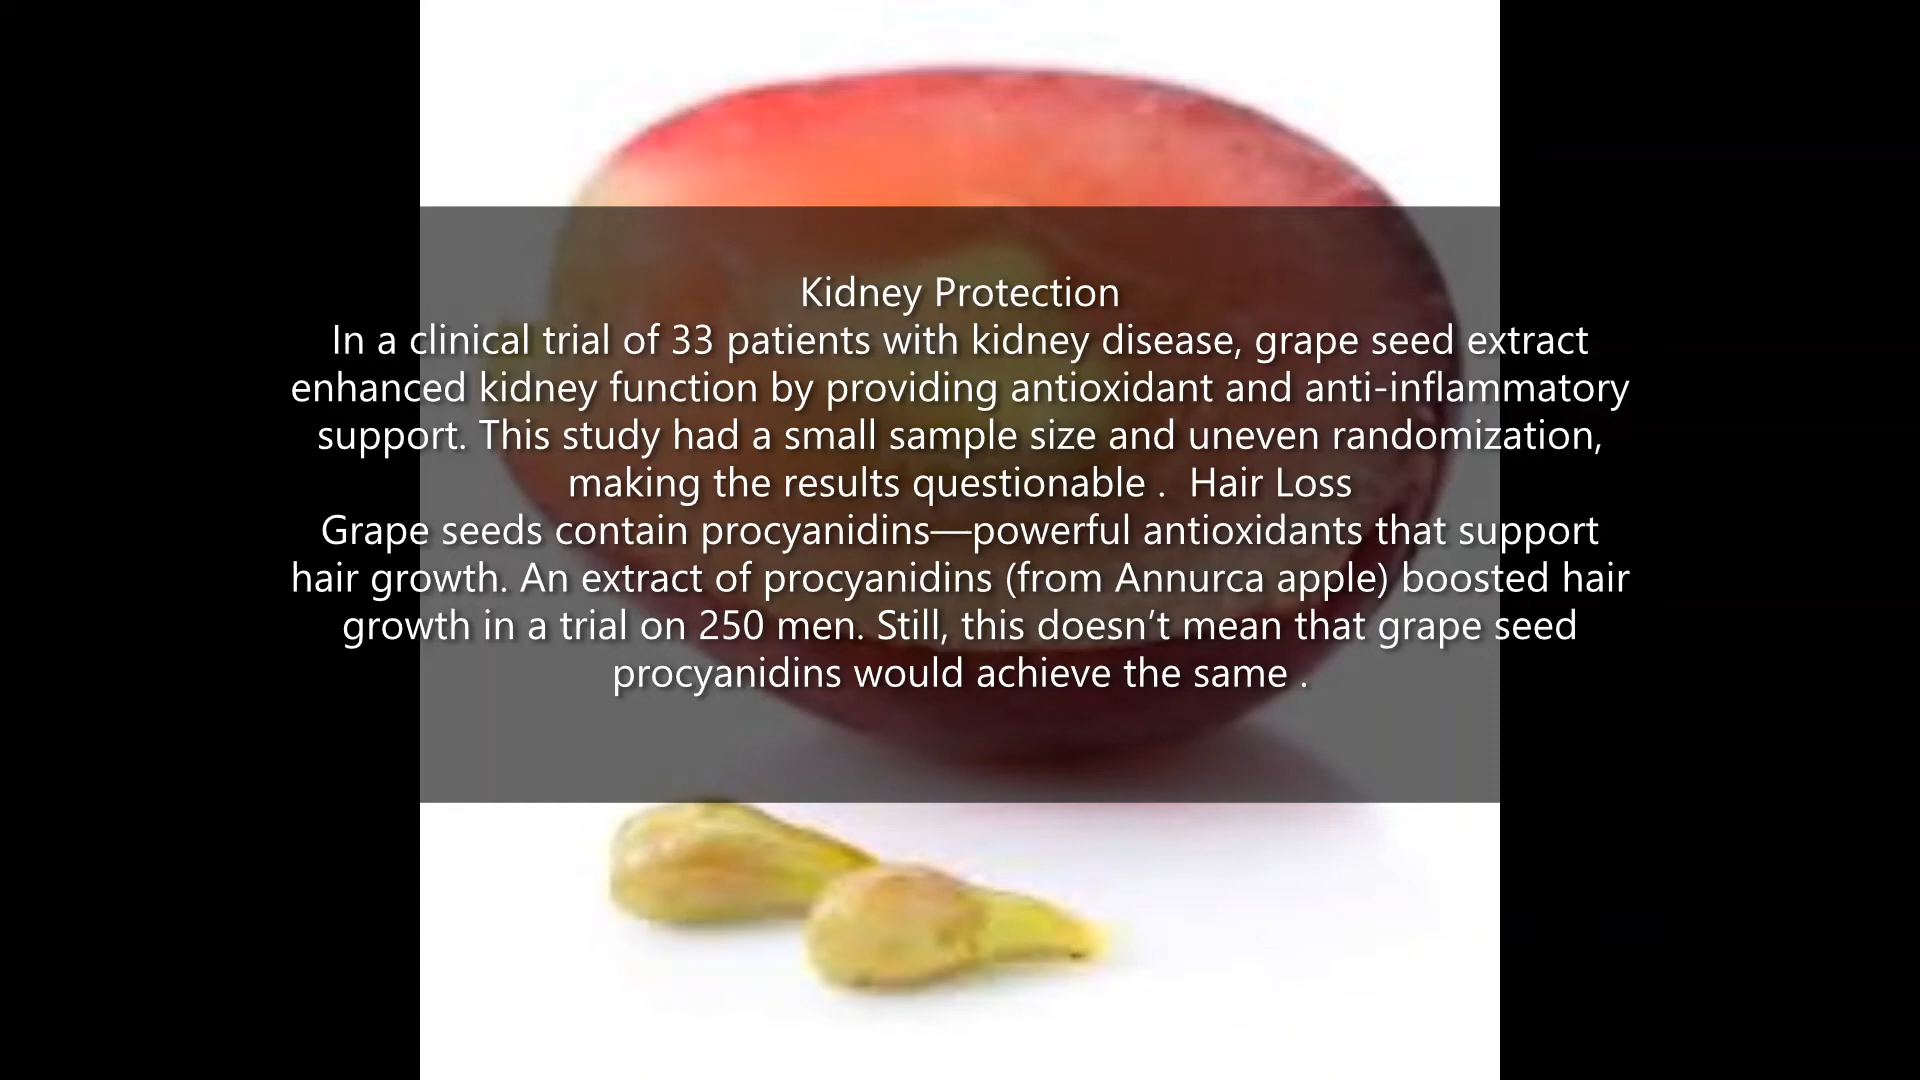 Kidney Protection
In a clinical trial of 33 patients with kidney disease, grape seed extract
enhanced kidney function by providing antioxidant and anti-inflammatory
support. This study had a small sample size and uneven randomization,
making the results questionable .  Hair Loss
Grape seeds contain procyanidins—powerful antioxidants that support
hair growth. An extract of procyanidins (from Annurca apple) boosted hair
growth in a trial on 250 men. Still, this doesn’t mean that grape seed
procyanidins would achieve the same .